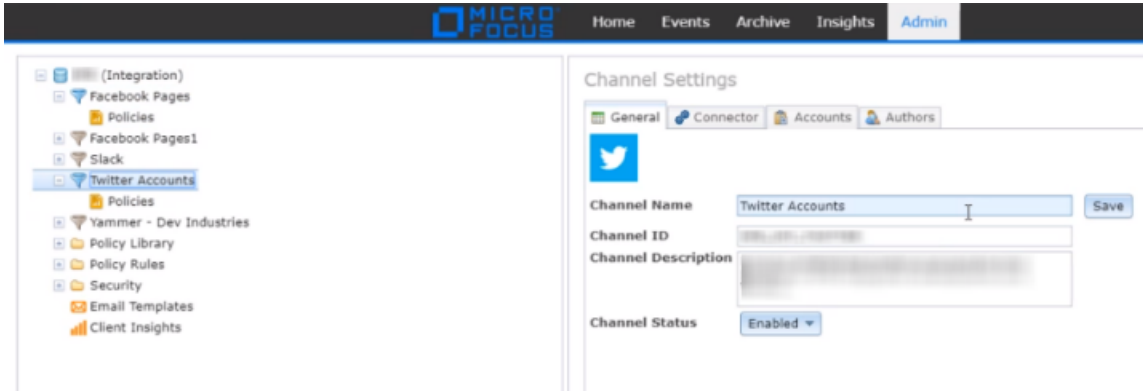 MICRO
FOCUS
Home Events Archive Insights Admin
(Integration)
Facebook Pages
Policies
Facebook Pages1
Slack
Twitter Accounts
Policies
Yammer - Dev Industries
Policy Library
Policy Rules
Security
Email Templates
Client Insights
Channel Settings
General Connector Accounts Authors
Channel Name Twitter Accounts Save
Channel ID
Channel Description
Channel Status Enabled